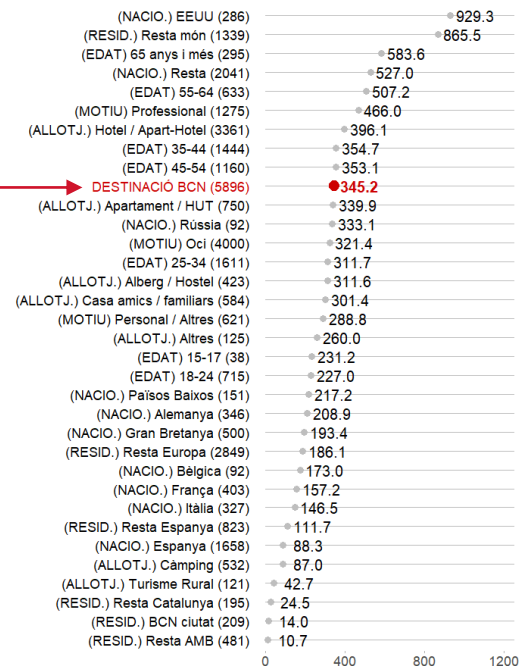 (NACIO.) EEUU (286) 929.3
(RESID.) Resta món (1339) 865.5
(EDAT) 65 anys i més (295) 583.6
(NACIO.) Resta (2041) 527.0
(EDAT) 55-64 (633) 507.2
(MOTIU) Professional (1275) 466.0
(ALLOTJ.) Hotel / Apart-Hotel (3361) 396.1
(EDAT) 35-44 (1444) 354.7
(EDAT) 45-54 (1160) 353.1
DESTINACIÓ BCN (5896) 345.2
(ALLOTJ.) Apartament / HUT (750) 339.9
(NACIO.) Rússia (92) 333.1
(MOTIU) Oci (4000) 321.4
(EDAT) 25-34 (1611) 311.7
(ALLOTJ.) Alberg / Hostel (423) 311.6
(ALLOTJ.) Casa amics / familiars (584) 301.4
(MOTIU) Personal / Altres (621) 288.8
(ALLOTJ.) Altres (125) 260.0
(EDAT) 15-17 (38) 231.2
(EDAT) 18-24 (715) 227.0
(NACIO.) Països Baixos (151) 217.2
(NACIO.) Alemanya (346) 208.9
(NACIO.) Gran Bretanya (500) 193.4
(RESID.) Resta Europa (2849) 186.1
(NACIO.) Bèlgica (92) 173.0
(NACIO.) França (403) 157.2
(NACIO.) Itàlia (327) 146.5
(RESID.) Resta Espanya (823) 111.7
(NACIO.) Espanya (1658) 88.3
(ALLOTJ.) Càmping (532) 87.0
(ALLOTJ.) Turisme Rural (121) 42.7
(RESID.) Resta Catalunya (195) 24.5
(RESID.) BCN ciutat (209) 14.0
(RESID.) Resta AMB (481) 10.7
0 400 800 1200